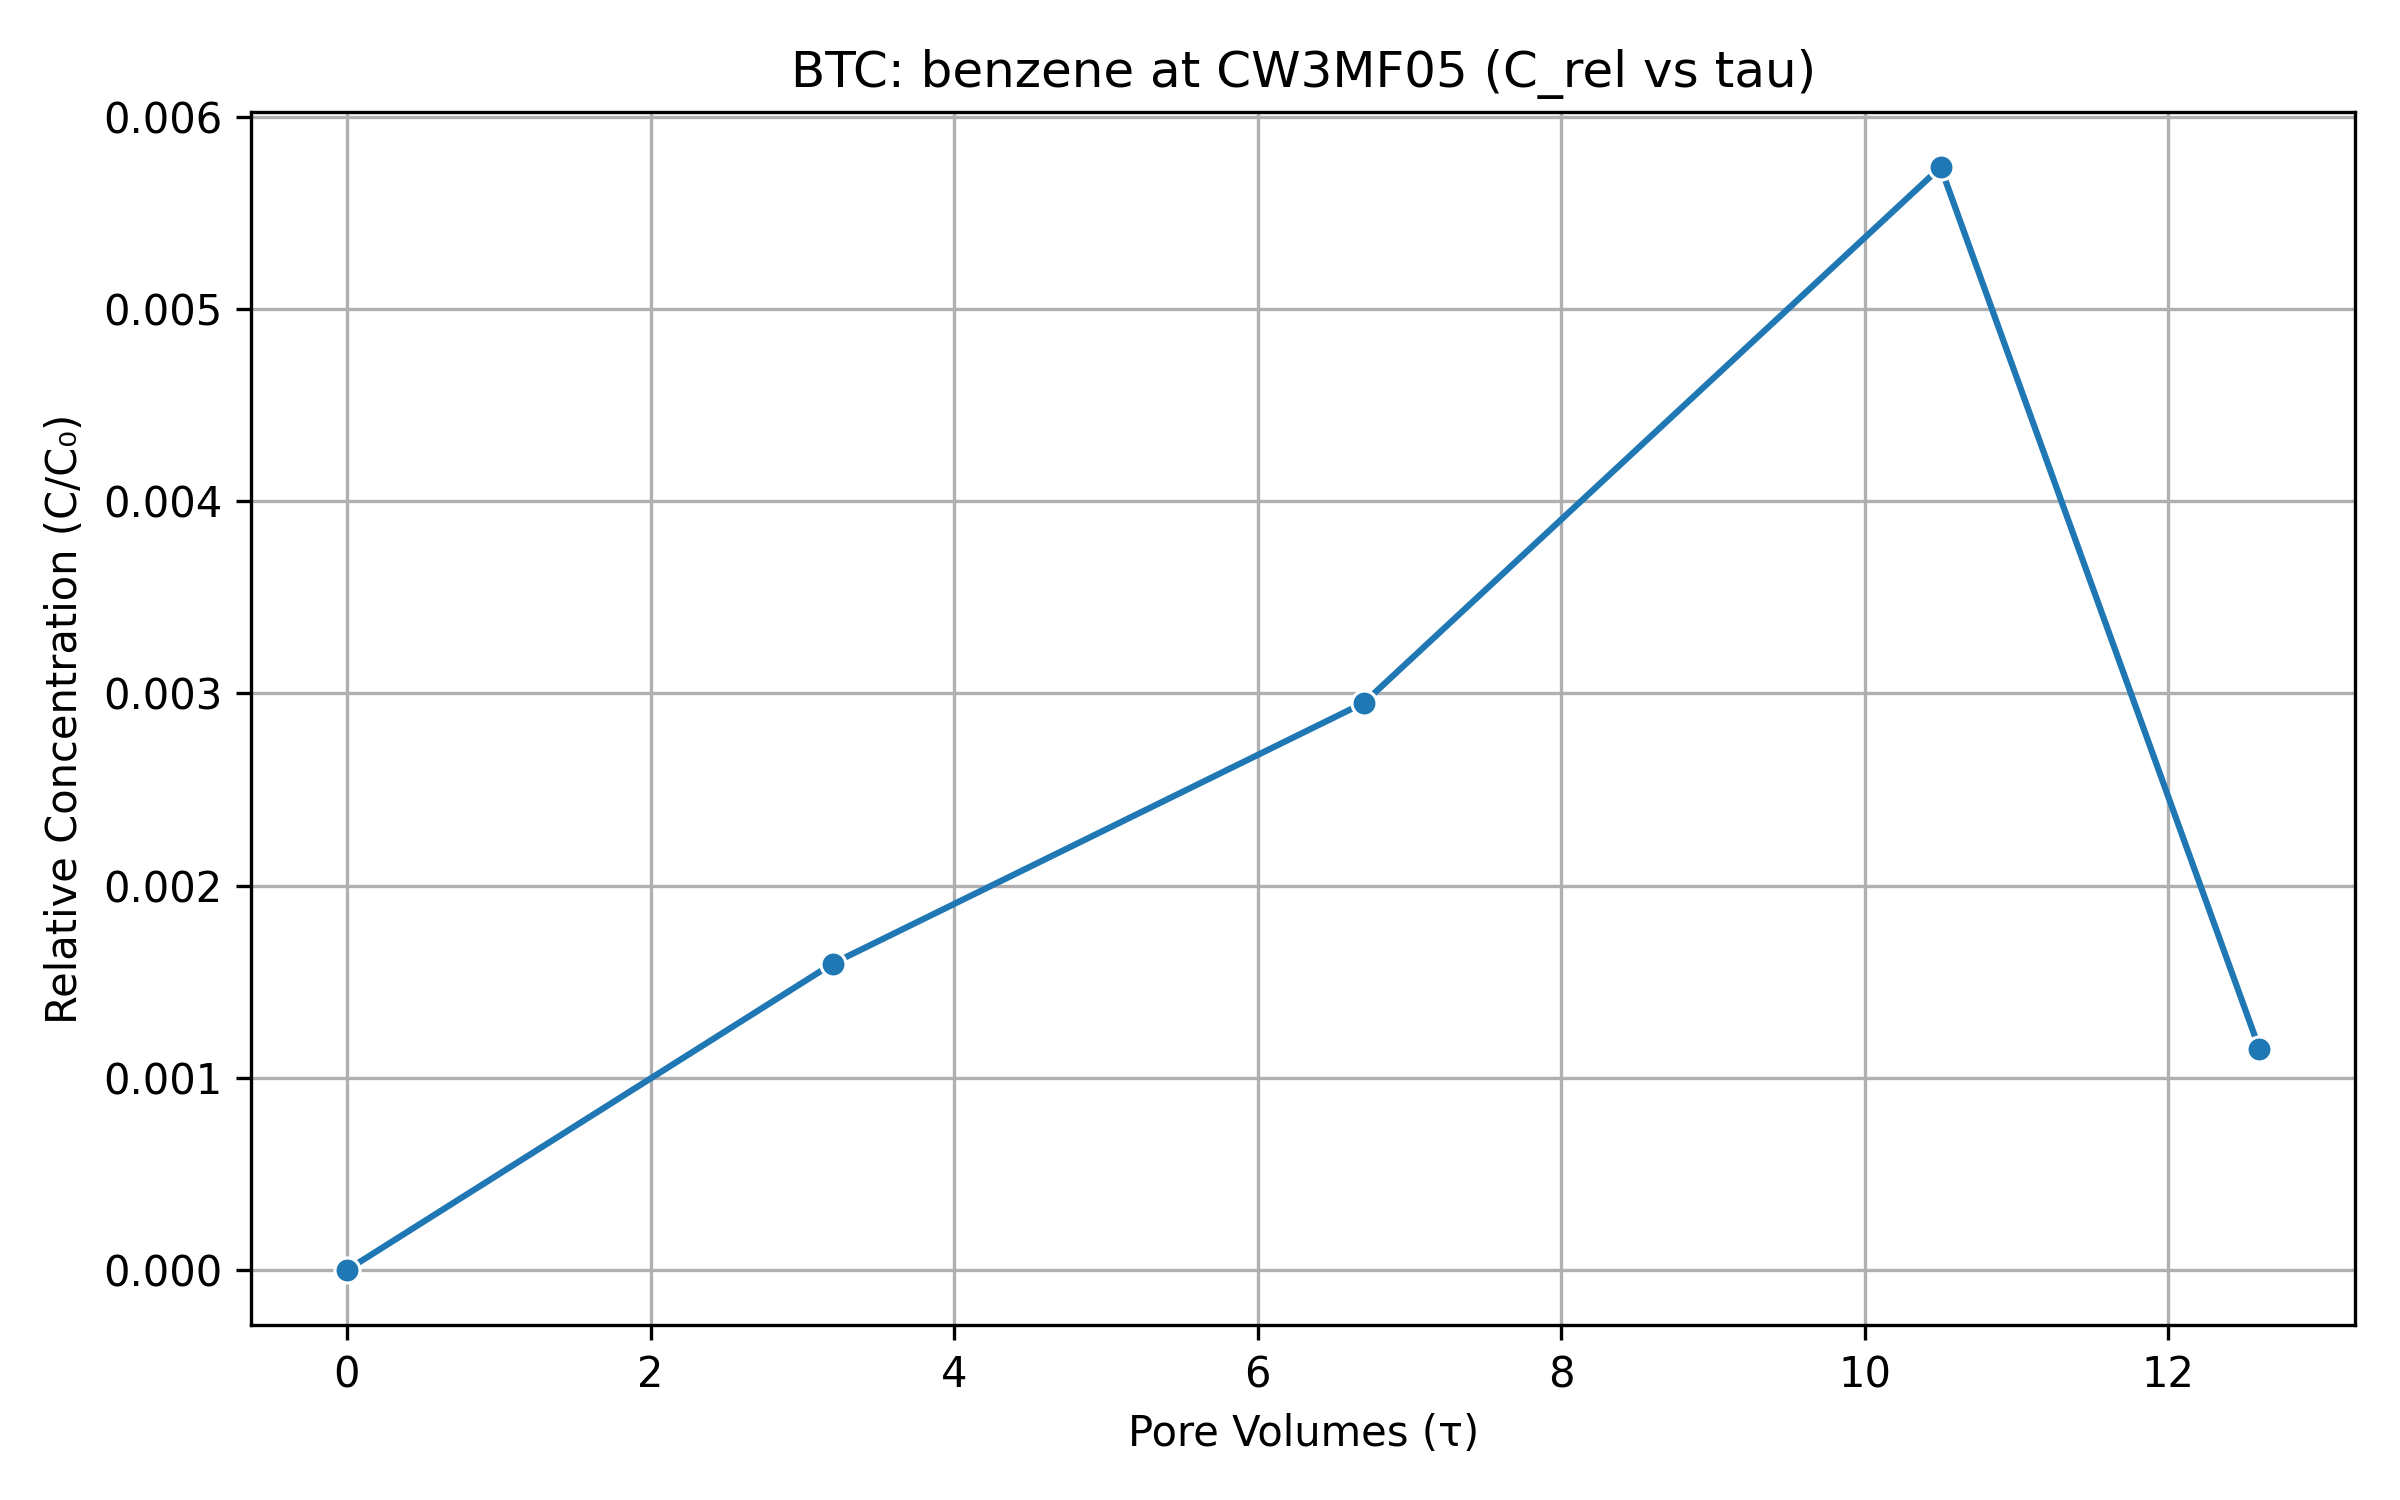 BTC: benzene at CW3MF05 (C_rel vs tau)
0.006
0.005
0.004
0.003
0.002
0.001
0.000
Relative Concentration (C/C₀)
0 2 4 6 8 10 12
Pore Volumes (τ)